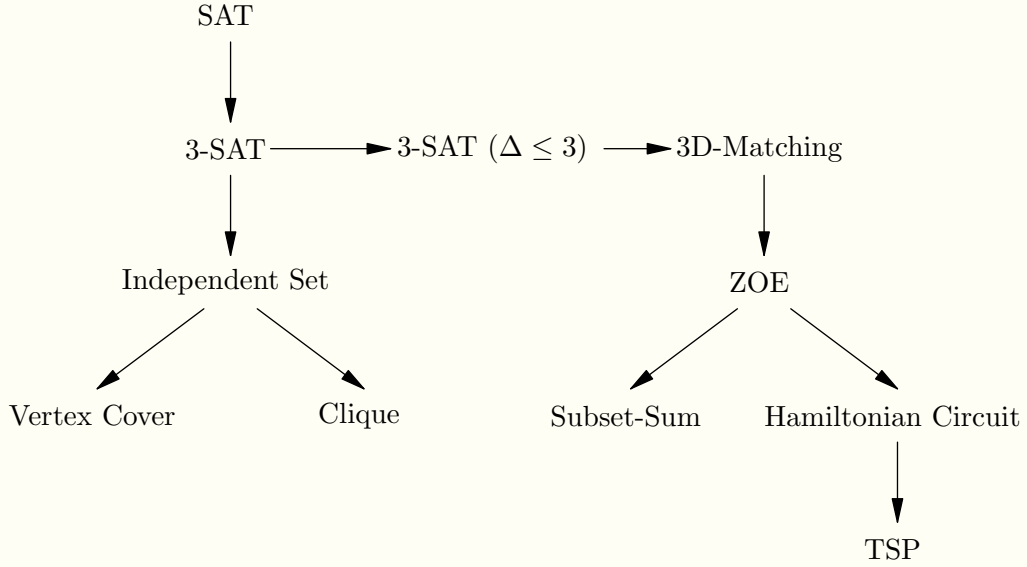 SAT
3-SAT
3-SAT (Δ ≤ 3)
3D-Matching
Independent Set
ZOE
Vertex Cover
Clique
Subset-Sum
Hamiltonian Circuit
TSP